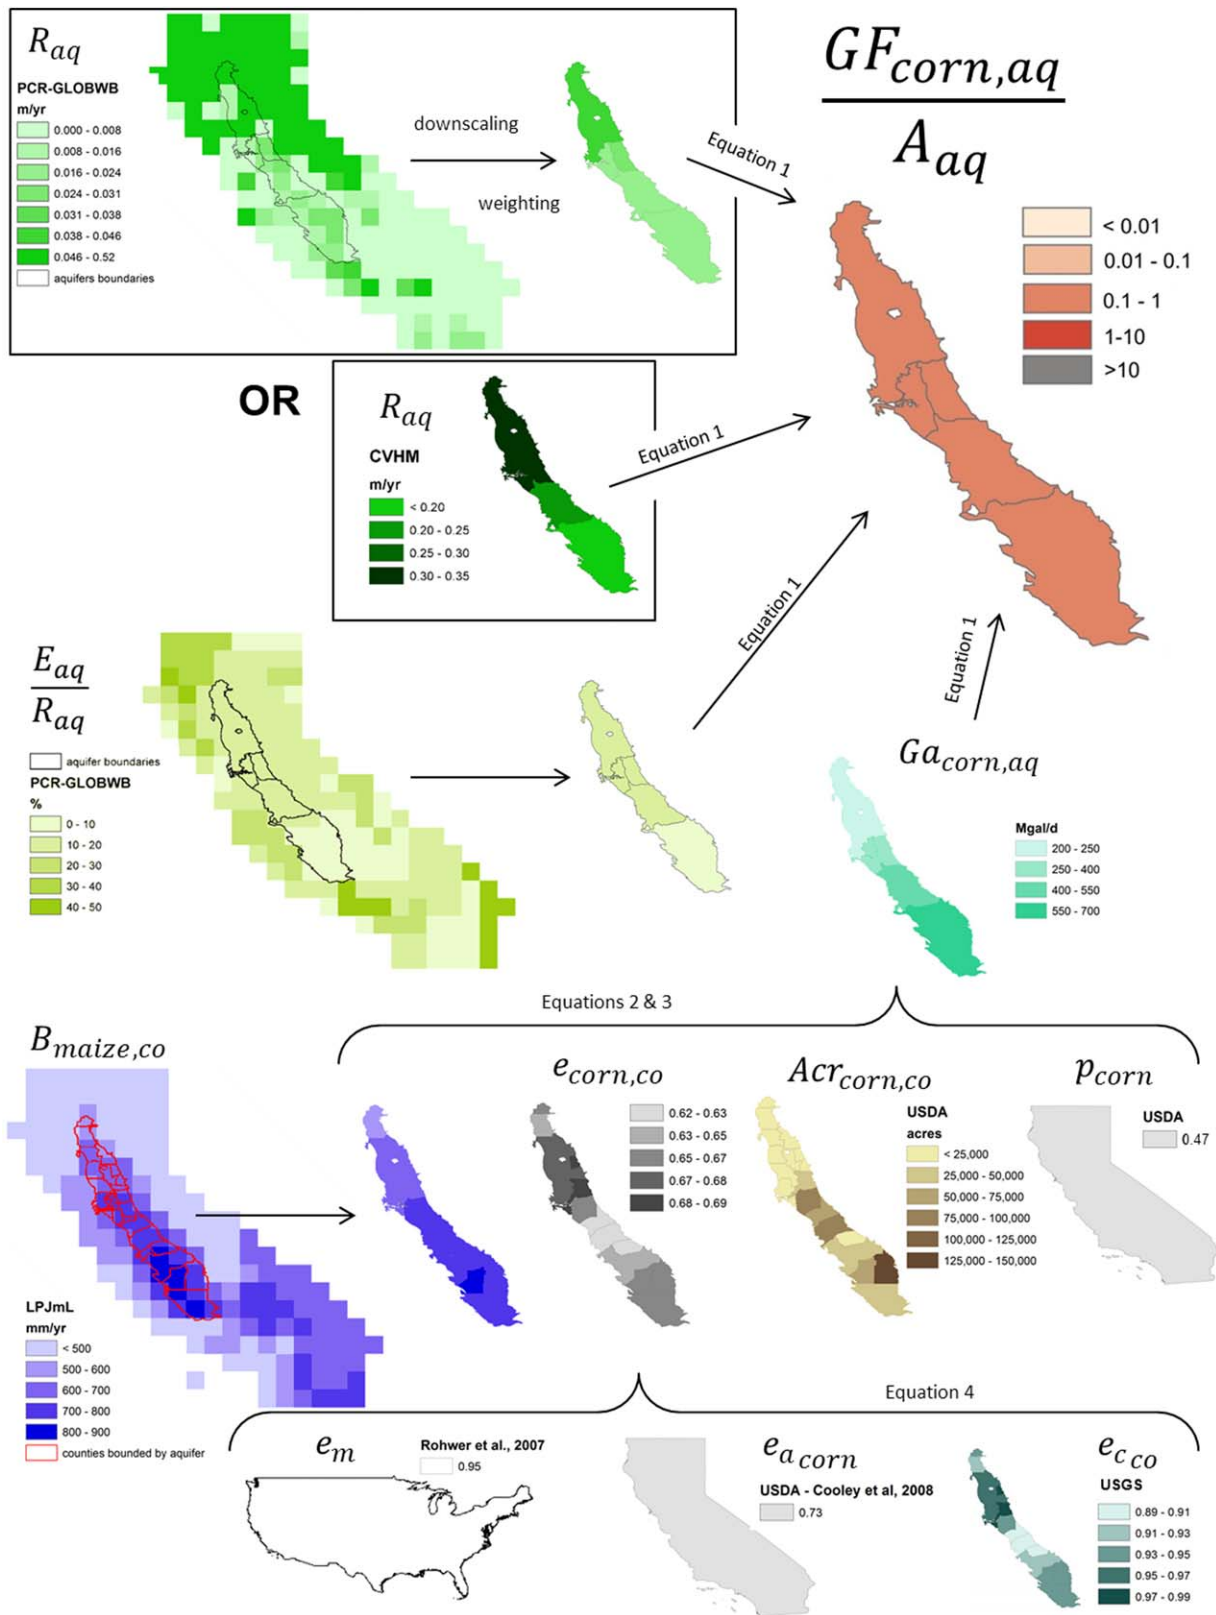 R_aq
PCR-GLOBWB
m/yr
0.000 - 0.008
0.008 - 0.016
0.016 - 0.024
0.024 - 0.031
0.031 - 0.038
0.038 - 0.046
0.046 - 0.52
aquifers boundaries
downscaling
weighting
Equation 1
GF_corn,aq
A_aq
< 0.01
0.01 - 0.1
0.1 - 1
1-10
>10
OR
R_aq
CVHM
m/yr
< 0.20
0.20 - 0.25
0.25 - 0.30
0.30 - 0.35
Equation 1
E_aq
R_aq
aquifer boundaries
PCR-GLOBWB
%
0 - 10
10 - 20
20 - 30
30 - 40
40 - 50
Equation 1
Equation 1
Ga_corn,aq
Mgal/d
200 - 250
250 - 400
400 - 550
550 - 700
Equations 2 & 3
B_maize,co
LPJmL
mm/yr
< 500
500 - 600
600 - 700
700 - 800
800 - 900
counties bounded by aquifer
e_corn,co
0.62 - 0.63
0.63 - 0.65
0.65 - 0.67
0.67 - 0.68
0.68 - 0.69
Acr_corn,co
USDA
acres
< 25,000
25,000 - 50,000
50,000 - 75,000
75,000 - 100,000
100,000 - 125,000
125,000 - 150,000
p_corn
USDA
0.47
Equation 4
e_m
Rohwer et al., 2007
0.95
e_a_corn
USDA - Cooley et al, 2008
0.73
e_c_co
USGS
0.89 - 0.91
0.91 - 0.93
0.93 - 0.95
0.95 - 0.97
0.97 - 0.99